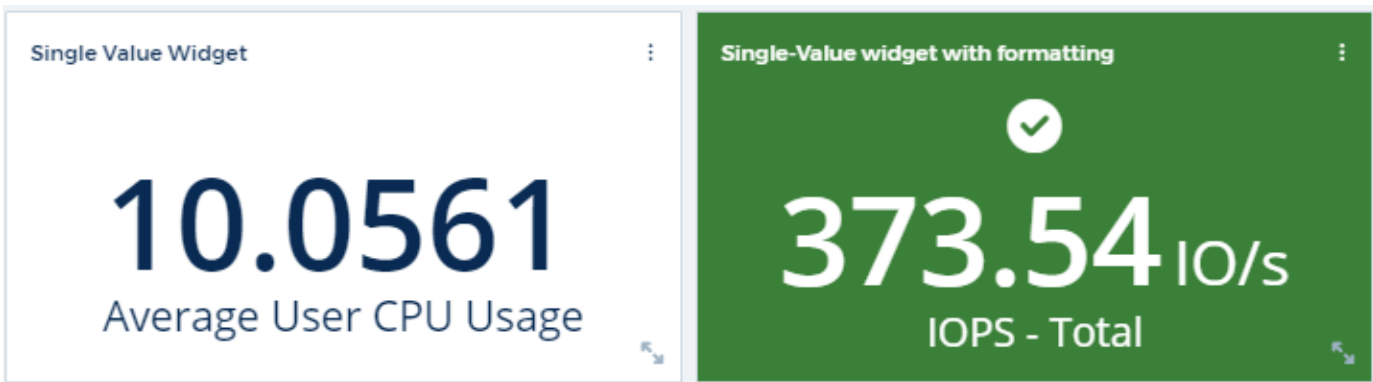 Single Value Widget
10.0561
Average User CPU Usage
Single-Value widget with formatting
373.54 IO/s
IOPS - Total